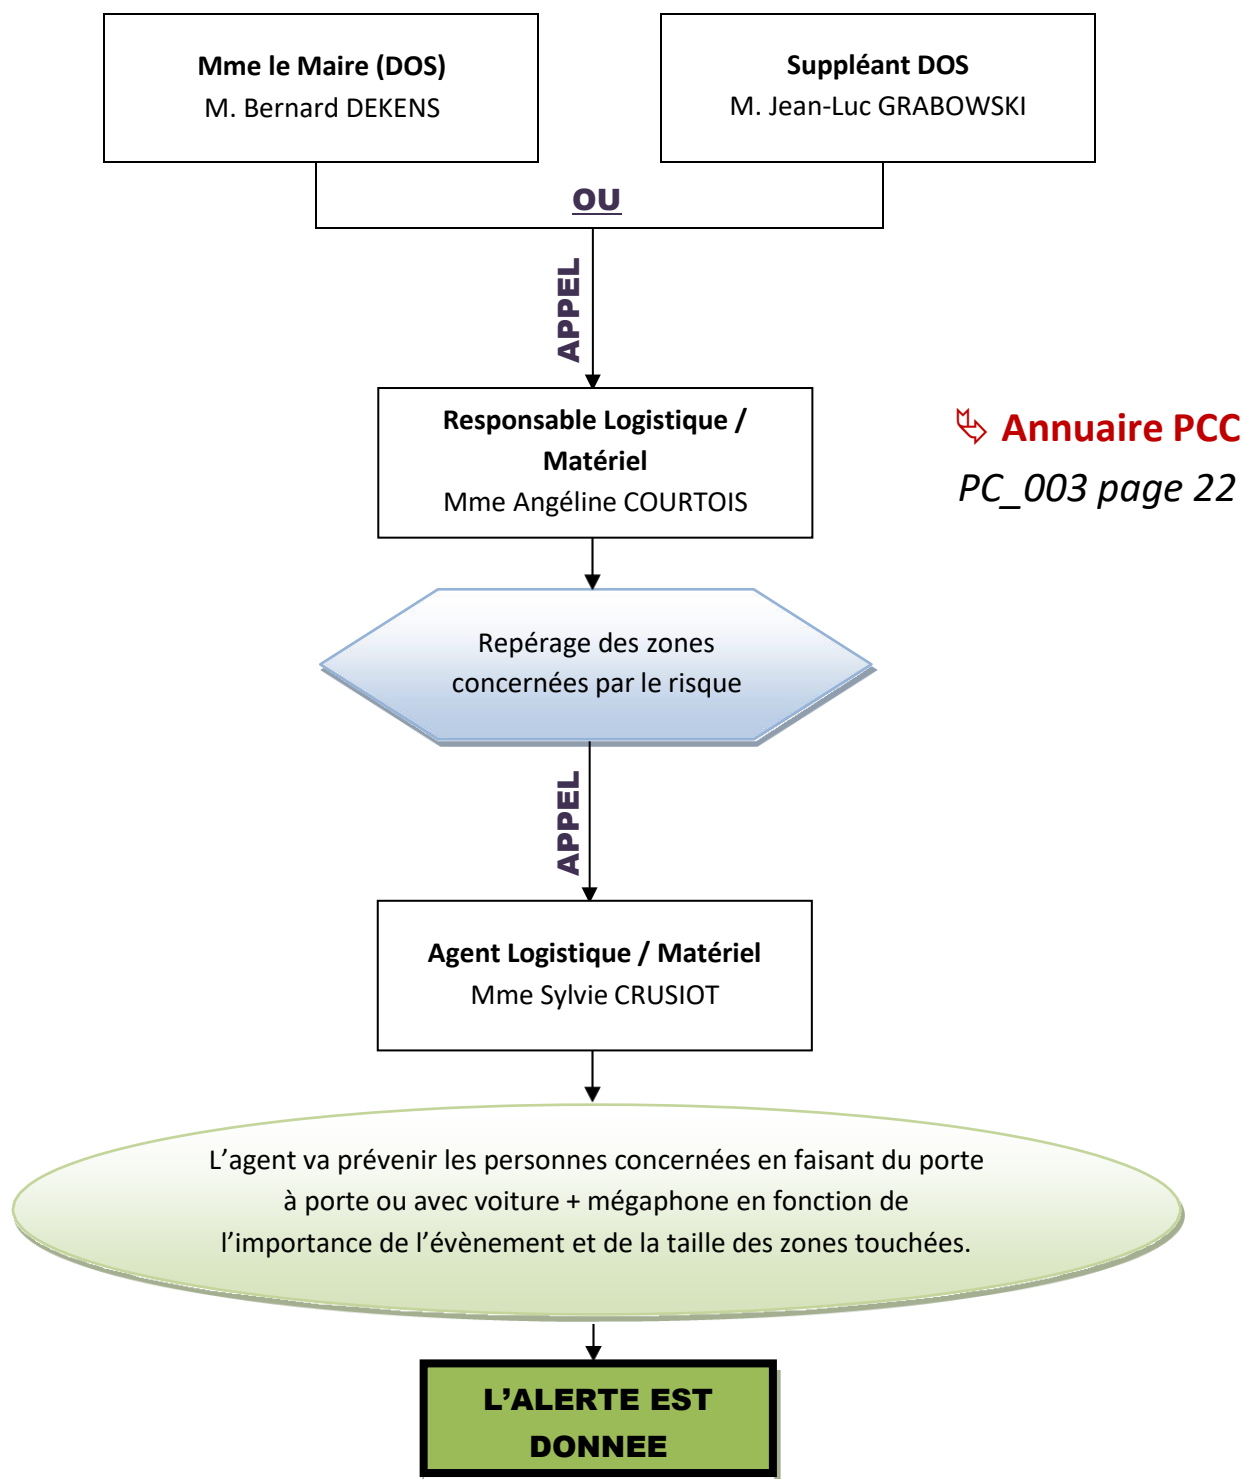 Mme le Maire (DOS)
M. Bernard DEKENS
Suppléant DOS
M. Jean-Luc GRABOWSKI
OU
APPEL
Responsable Logistique /
Matériel
Mme Angéline COURTOIS
Annuaire PCC
PC_003 page 22
Repérage des zones
concernées par le risque
APPEL
Agent Logistique / Matériel
Mme Sylvie CRUSIOT
L’agent va prévenir les personnes concernées en faisant du porte
à porte ou avec voiture + mégaphone en fonction de
l’importance de l’évènement et de la taille des zones touchées.
L’ALERTE EST
DONNEE